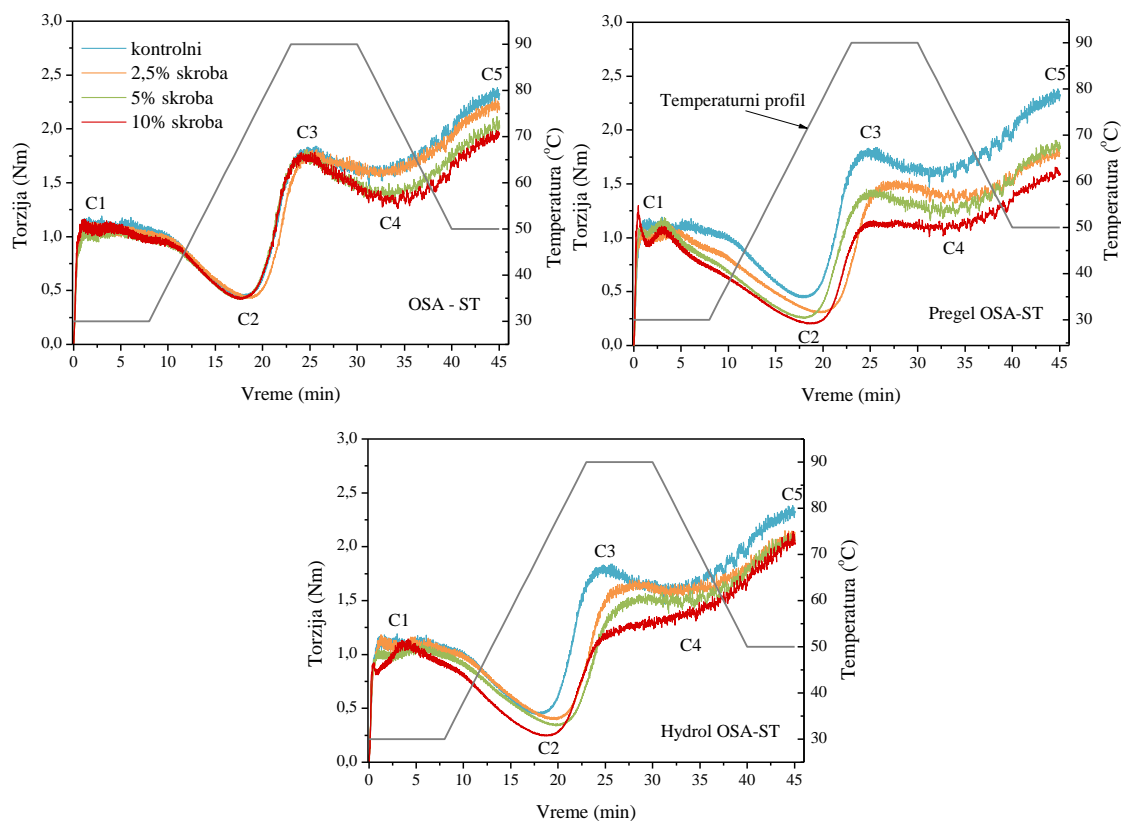 3,0
2,5
2,0
1,5
1,0
0,5
0,0
Torzija (Nm)
kontrolni
2,5% skroba
5% skroba
10% skroba
C1
C2
C3
C4
C5
OSA - ST
90
80
70
60
50
40
30
Temperatura (°C)
0 5 10 15 20 25 30 35 40 45
Vreme (min)
3,0
2,5
2,0
1,5
1,0
0,5
0,0
Torzija (Nm)
Temperaturni profil
C1
C2
C3
C4
C5
Pregel OSA-ST
90
80
70
60
50
40
30
Temperatura (°C)
0 5 10 15 20 25 30 35 40 45
Vreme (min)
3,0
2,5
2,0
1,5
1,0
0,5
0,0
Torzija (Nm)
C1
C2
C3
C4
C5
Hydrol OSA-ST
90
80
70
60
50
40
30
Temperatura (°C)
0 5 10 15 20 25 30 35 40 45
Vreme (min)